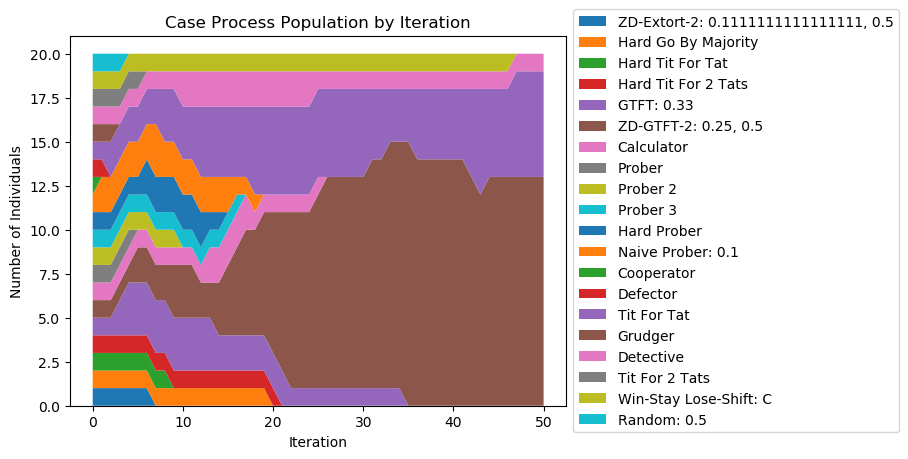 Case Process Population by Iteration
Number of Individuals
20.0
17.5
15.0
12.5
10.0
7.5
5.0
2.5
0.0
0 10 20 30 40 50
Iteration
ZD-Extort-2: 0.1111111111111111, 0.5
Hard Go By Majority
Hard Tit For Tat
Hard Tit For 2 Tats
GTFT: 0.33
ZD-GTFT-2: 0.25, 0.5
Calculator
Prober
Prober 2
Prober 3
Hard Prober
Naive Prober: 0.1
Cooperator
Defector
Tit For Tat
Grudger
Detective
Tit For 2 Tats
Win-Stay Lose-Shift: C
Random: 0.5